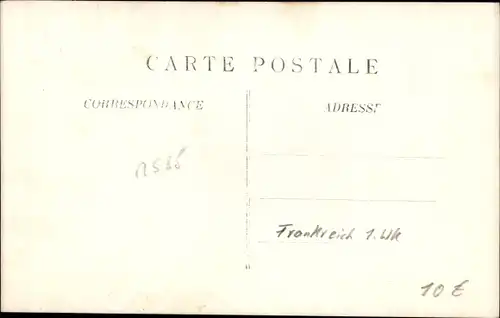 CARTE POSTALE
CORRESPONDANCE
ADRESSE
Frankreich 1. WK
10 €